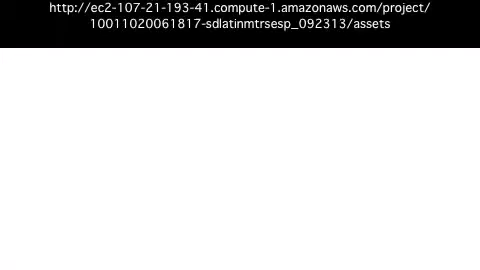 http://ec2-107-21-193-41.compute-1.amazonaws.com/project/
10011020061817-sdlatinmtrsesp_092313/assets